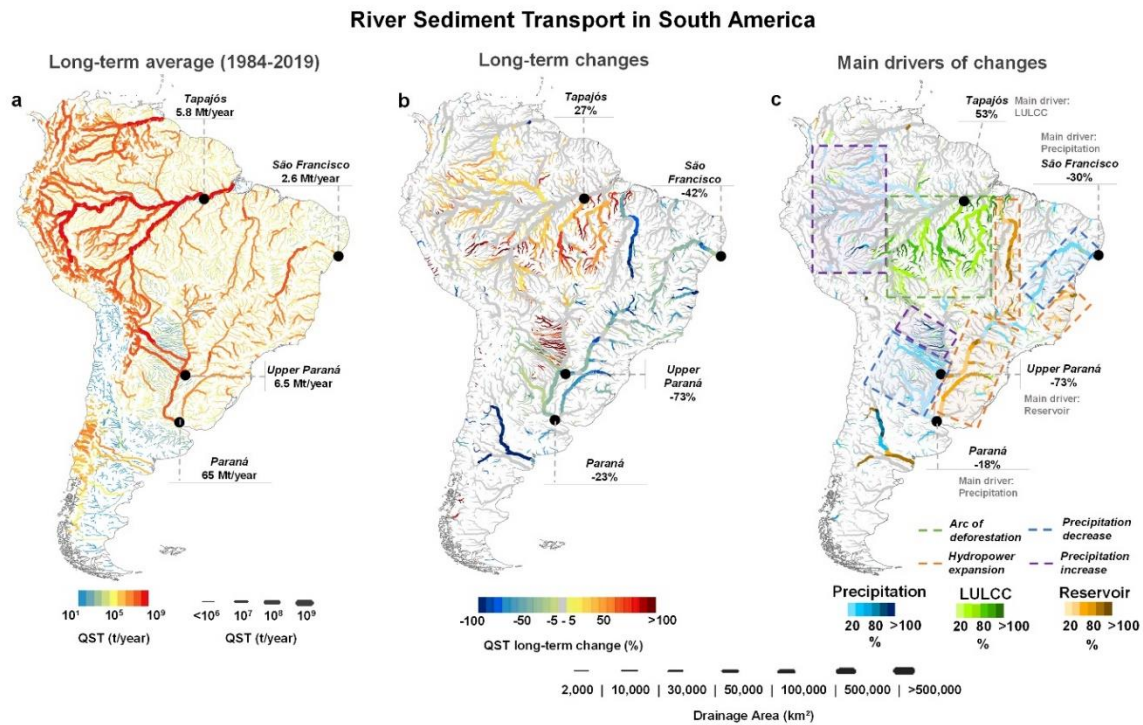 River Sediment Transport in South America
Long-term average (1984-2019)
a
Tapajós
5.8 Mt/year
São Francisco
2.6 Mt/year
Upper Paraná
6.5 Mt/year
Paraná
65 Mt/year
10¹ 10⁵ 10⁹
QST (t/year)
<10⁶ 10⁷ 10⁸ 10⁹
QST (t/year)
Long-term changes
b
Tapajós
27%
São
Francisco
-42%
Upper
Paraná
-73%
Paraná
-23%
-100 -50 -5 - 5 50 >100
QST long-term change (%)
Main drivers of changes
c
Tapajós
53%
Main driver:
LULCC
Main driver:
Precipitation
São Francisco
-30%
Upper Paraná
-73%
Main driver:
Reservoir
Paraná
-18%
Main driver:
Precipitation
Arc of
deforestation
Precipitation
decrease
Hydropower
expansion
Precipitation
increase
Precipitation
20 80 >100
%
LULCC
20 80 >100
%
Reservoir
20 80 >100
%
2,000 | 10,000 | 30,000 | 50,000 | 100,000 | 500,000 | >500,000
Drainage Area (km²)